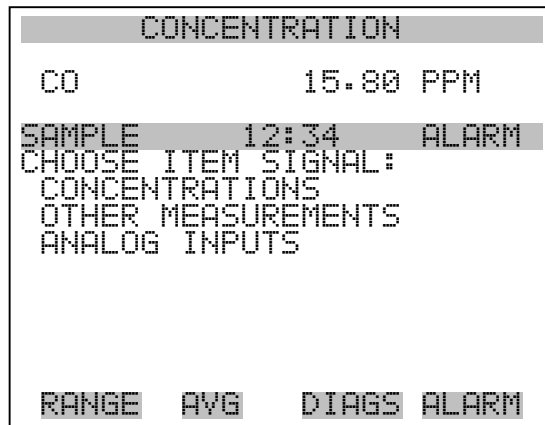 CONCENTRATION
CO 15.80 PPM
SAMPLE 12:34 ALARM
CHOOSE ITEM SIGNAL:
CONCENTRATIONS
OTHER MEASUREMENTS
ANALOG INPUTS
RANGE AVG DIAGS ALARM